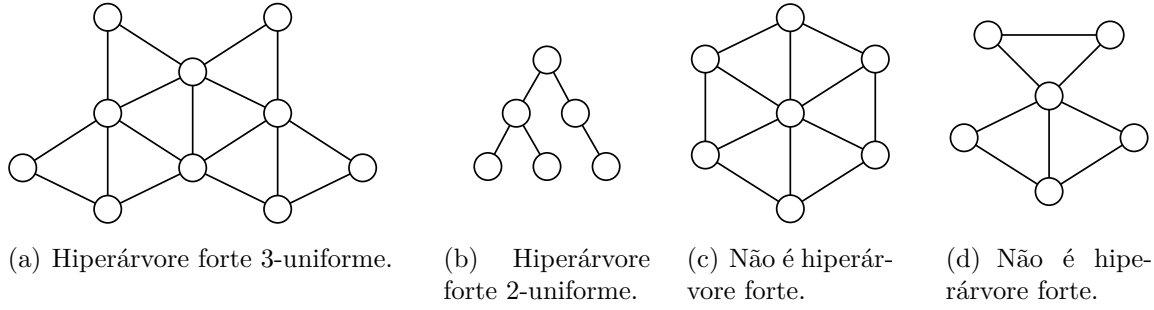 (a) Hiperárvore forte 3-uniforme.
(b) Hiperárvore
forte 2-uniforme.
(c) Não é hiperár-
vore forte.
(d) Não é hipe-
rárvore forte.